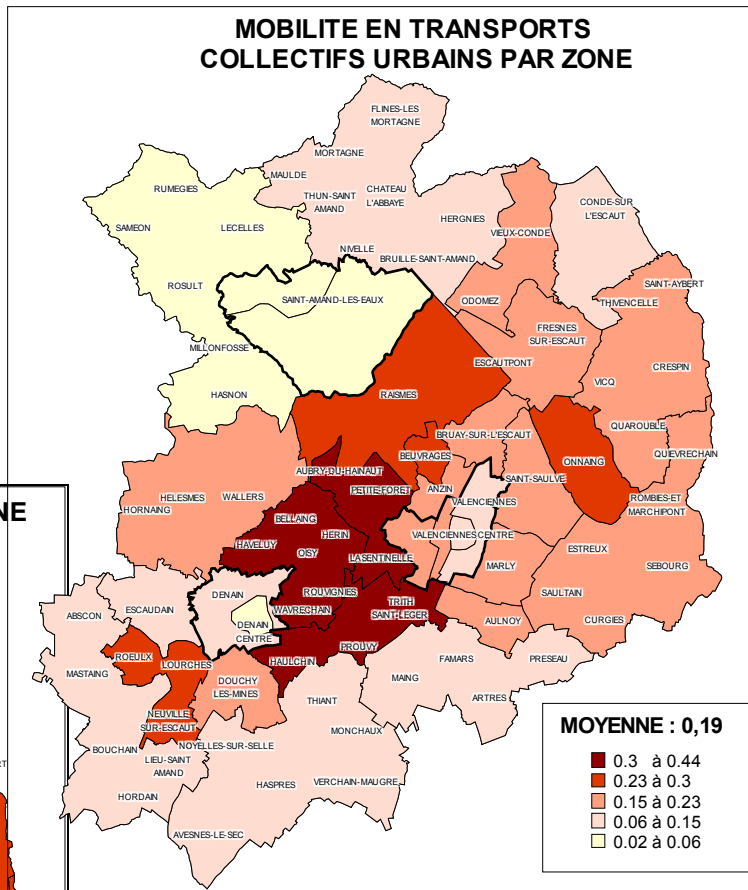 MOBILITE EN TRANSPORTS
COLLECTIFS URBAINS PAR ZONE
FLINES-LES
MORTAGNE
MORTAGNE
MAULDE
RUMEGIES
THUN-SAINT
AMAND
CHATEAU
L'ABBAYE
CONDE-SUR
L'ESCAUT
SAMEON
LECELLES
HERGNIES
VIEUX-CONDE
NIVELLE
BRUILLE-SAINT-AMAND
ROSULT
SAINT-AMAND-LES-EAUX
ODOMEZ
SAINT-AYBERT
THIVENCELLE
FRESNES
SUR-ESCAUT
MILLONFOSSE
ESCAUTPONT
CRESPIN
VICQ
HASNON
RAISMES
QUAROUBLE
BRUAY-SUR-L'ESCAUT
QUIEVRECHAIN
BEUVRAGES
ONNAING
AUBRY-DU-HAINAUT
SAINT-SAULVE
PETITE-FORET
ANZIN
HELESMES
WALLERS
ROMBIES-ET
MARCHIPONT
HORNAING
VALENCIENNES
NE
BELLAING
HERIN
VALENCIENNES CENTRE
HAVELUY
OISY
ESTREUX
LA SENTINELLE
MARLY
SEBOURG
ROUVIGNIES
SAULTAIN
DENAIN
WAVRECHAIN
TRITH
SAINT-LEGER
ABSCON
ESCAUDAIN
DENAIN
CENTRE
AULNOY
CURGIES
PROUVY
ROEULX
LOURCHES
HAULCHIN
FAMARS
PRESEAU
MASTAING
DOUCHY
LES-MINES
MAING
THIANT
ARTRES
NEUVILLE
SUR-ESCAUT
MONCHAUX
BOUCHAIN
NOYELLES-SUR-SELLE
LIEU-SAINT
AMAND
HASPRES
VERCHAIN-MAUGRE
HORDAIN
AVESNES-LE-SEC
MOYENNE : 0,19
0.3 à 0.44
0.23 à 0.3
0.15 à 0.23
0.06 à 0.15
0.02 à 0.06